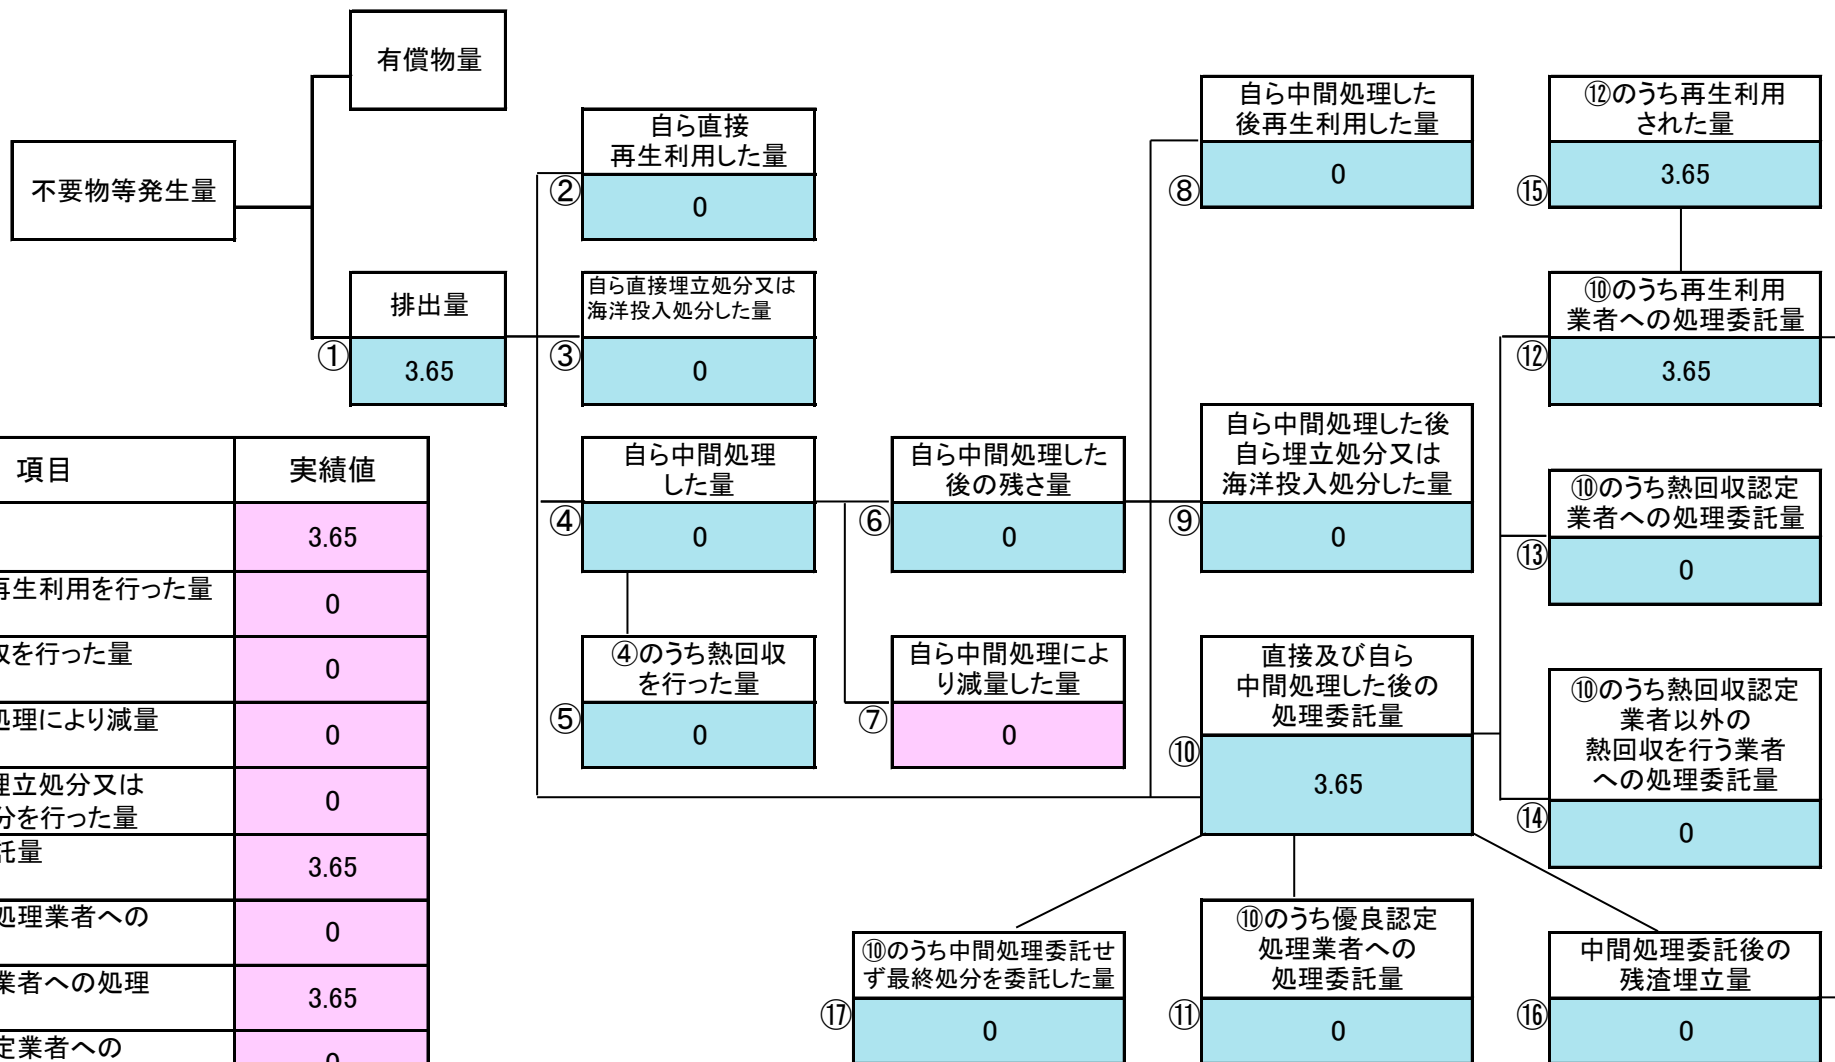 有償物量
不要物等発生量
排出量
①
3.65
自ら直接
再生利用した量
②
0
自ら直接埋立処分又は
海洋投入処分した量
③
0
自ら中間処理
した量
④
0
④のうち熱回収
を行った量
⑤
0
自ら中間処理した
後の残さ量
⑥
0
自ら中間処理によ
り減量した量
⑦
0
自ら中間処理した
後再生利用した量
⑧
0
自ら中間処理した後
自ら埋立処分又は
海洋投入処分した量
⑨
0
直接及び自ら
中間処理した後の
処理委託量
⑩
3.65
⑩のうち優良認定
処理業者への
処理委託量
⑪
0
⑫のうち再生利用
された量
⑮
3.65
⑩のうち再生利用
業者への処理委託量
⑫
3.65
⑩のうち熱回収認定
業者への処理委託量
⑬
0
⑩のうち熱回収認定
業者以外の
熱回収を行う業者
への処理委託量
⑭
0
⑩のうち中間処理委託せ
ず最終処分を委託した量
⑰
0
中間処理委託後の
残渣埋立量
⑯
0
項目 実績値
3.65
再生利用を行った量
0
収を行った量
0
処理により減量
0
埋立処分又は
分を行った量
0
託量
3.65
処理業者への
0
業者への処理
3.65
定業者への
0